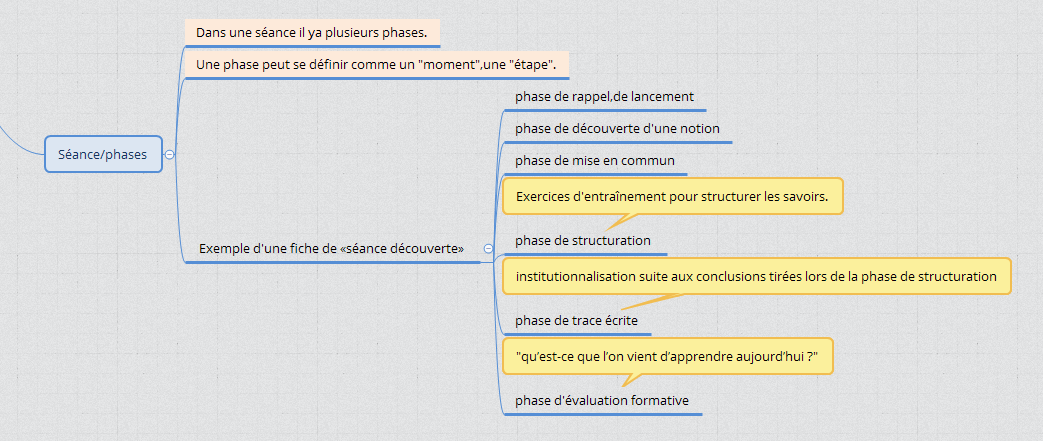 Dans une séance il ya plusieurs phases.
Une phase peut se définir comme un "moment",une "étape".
Séance/phases
Exemple d'une fiche de «séance découverte»
phase de rappel,de lancement
phase de découverte d'une notion
phase de mise en commun
Exercices d'entraînement pour structurer les savoirs.
phase de structuration
institutionnalisation suite aux conclusions tirées lors de la phase de structuration
phase de trace écrite
"qu’est-ce que l’on vient d’apprendre aujourd’hui ?"
phase d'évaluation formative